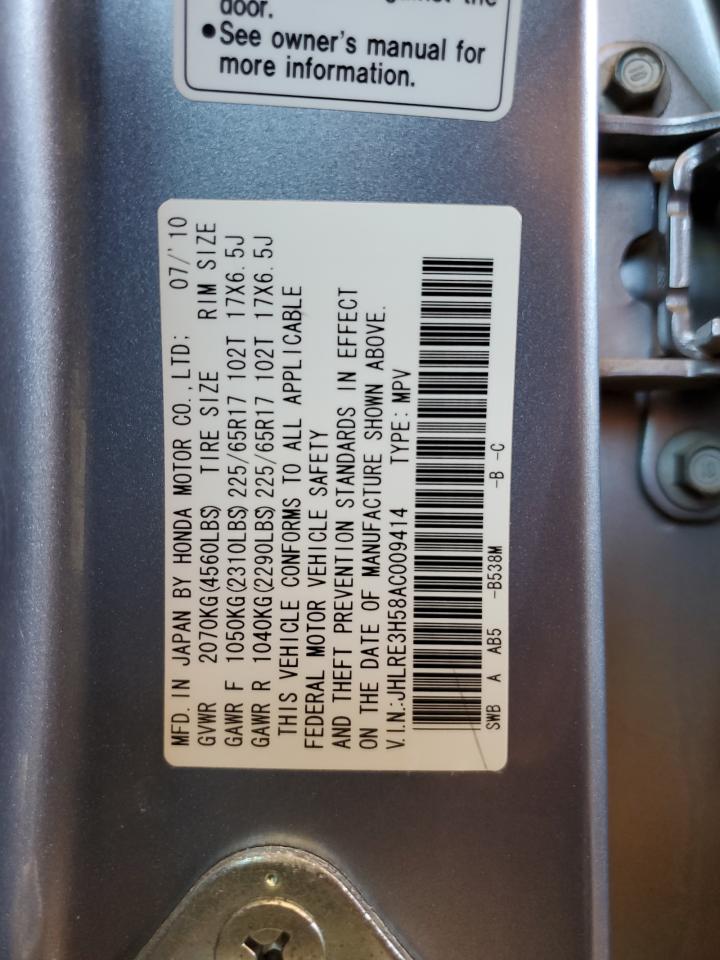 door.
•See owner's manual for
more information.
MFD. IN JAPAN BY HONDA MOTOR CO.,LTD: 07/'10
GVWR 2070KG(4560LBS) TIRE SIZE RIM SIZE
GAWR F 1050KG(2310LBS) 225/65R17 102T 17X6.5J
GAWR R 1040KG(2290LBS) 225/65R17 102T 17X6.5J
THIS VEHICLE CONFORMS TO ALL APPLICABLE
FEDERAL MOTOR VEHICLE SAFETY
AND THEFT PREVENTION STANDARDS IN EFFECT
ON THE DATE OF MANUFACTURE SHOWN ABOVE.
V.I.N.:JHLRE3H58AC009414 TYPE: MPV
SWB A AB5 -B538M -B -C